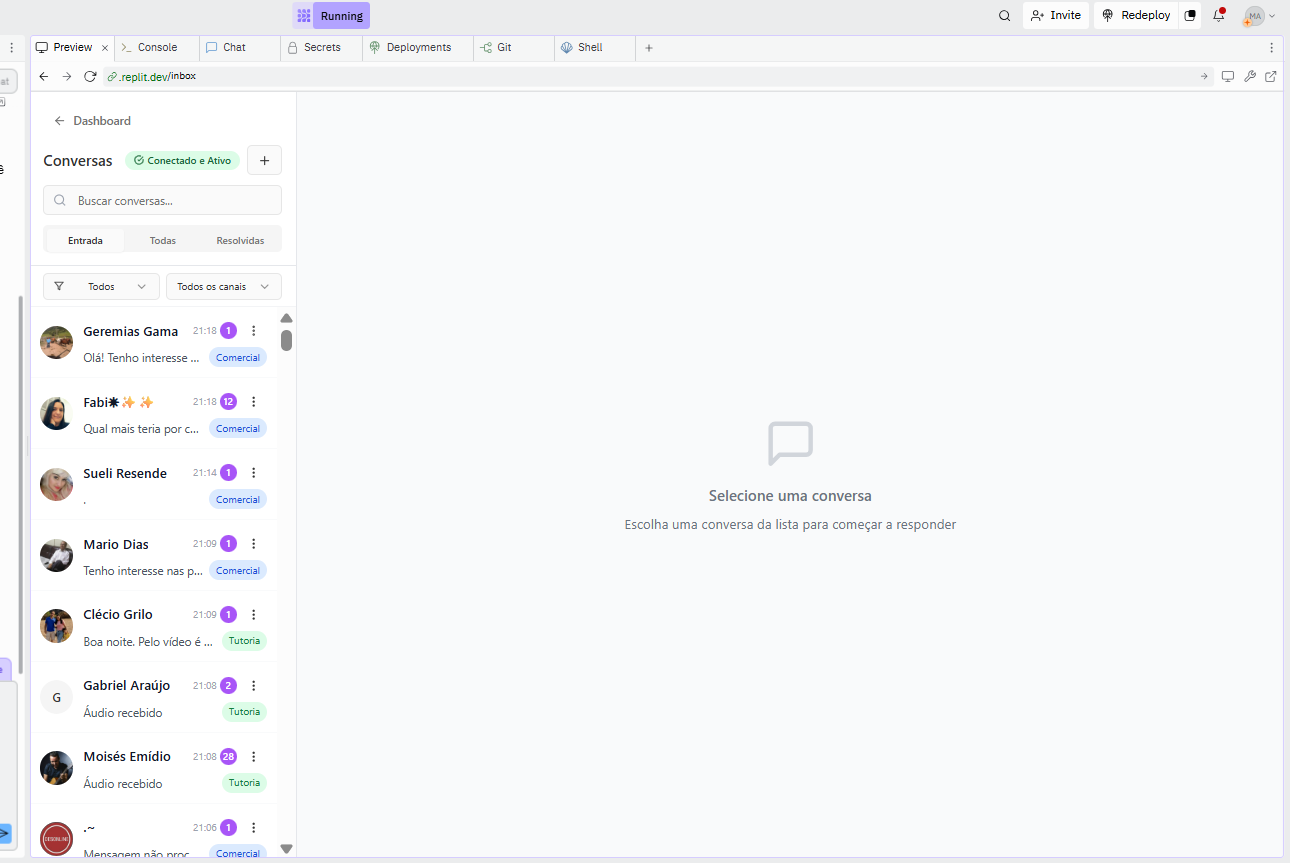 Running
Invite
Redeploy
MA
Preview
Console
Chat
Secrets
Deployments
Git
Shell
.replit.dev/inbox
Dashboard
Conversas
Conectado e Ativo
Buscar conversas...
Entrada Todas Resolvidas
Todos Todos os canais
Geremias Gama 21:18 1
Olá! Tenho interesse ... Comercial
Fabi✷✨ ✨ 21:18 12
Qual mais teria por c... Comercial
Sueli Resende 21:14 1
. Comercial
Mario Dias 21:09 1
Tenho interesse nas p... Comercial
Clécio Grilo 21:09 1
Boa noite. Pelo vídeo é ... Tutoria
G
Gabriel Araújo 21:08 2
Áudio recebido Tutoria
Moisés Emídio 21:08 28
Áudio recebido Tutoria
.~ 21:06 1
Mensagem não proc... Comercial
Selecione uma conversa
Escolha uma conversa da lista para começar a responder